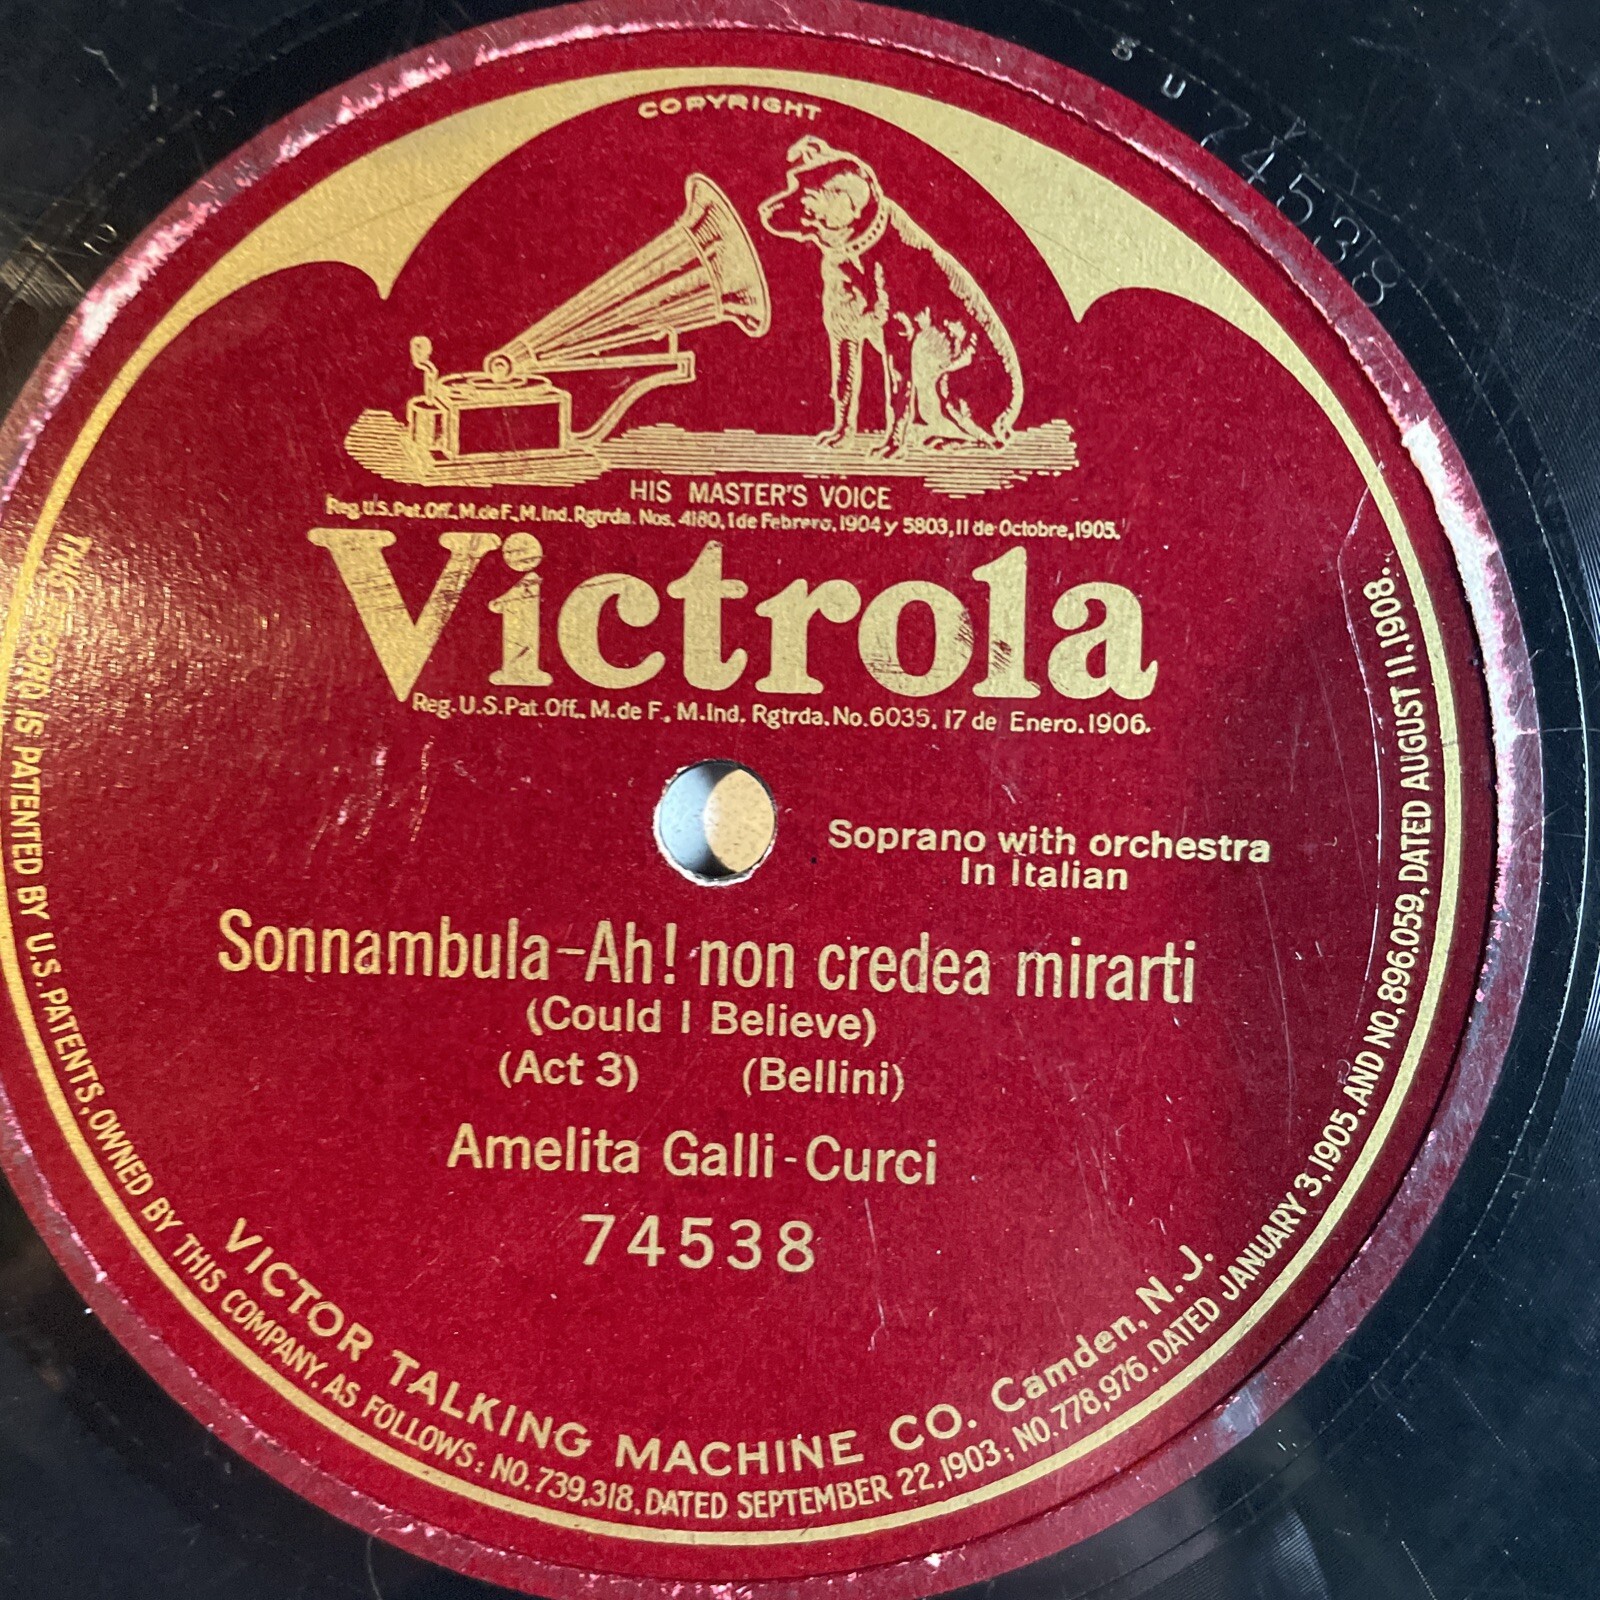 COPYRIGHT
HIS MASTER'S VOICE
Reg.U.S.Pat.Off., M.de F., M.Ind. Rgtrda. Nos. 4180, 1 de Febrero, 1904 y 5803, 11 de Octubre, 1905.
Victrola
Reg. U.S.Pat.Off., M.de F., M.Ind. Rgtrda. No. 6035, 17 de Enero, 1906.
Soprano with orchestra
In Italian
Sonnambula-Ah! non credea mirarti
(Could I Believe)
(Act 3) (Bellini)
Amelita Galli-Curci
74538
VICTOR TALKING MACHINE CO. Camden, N.J.
THIS RECORD IS PATENTED BY U.S. PATENTS, OWNED BY THIS COMPANY, AS FOLLOWS: NO. 739,318, DATED SEPTEMBER 22, 1903; NO. 778,976, DATED JANUARY 3, 1905, AND NO. 896,059, DATED AUGUST 11, 1908.
8 U 74538